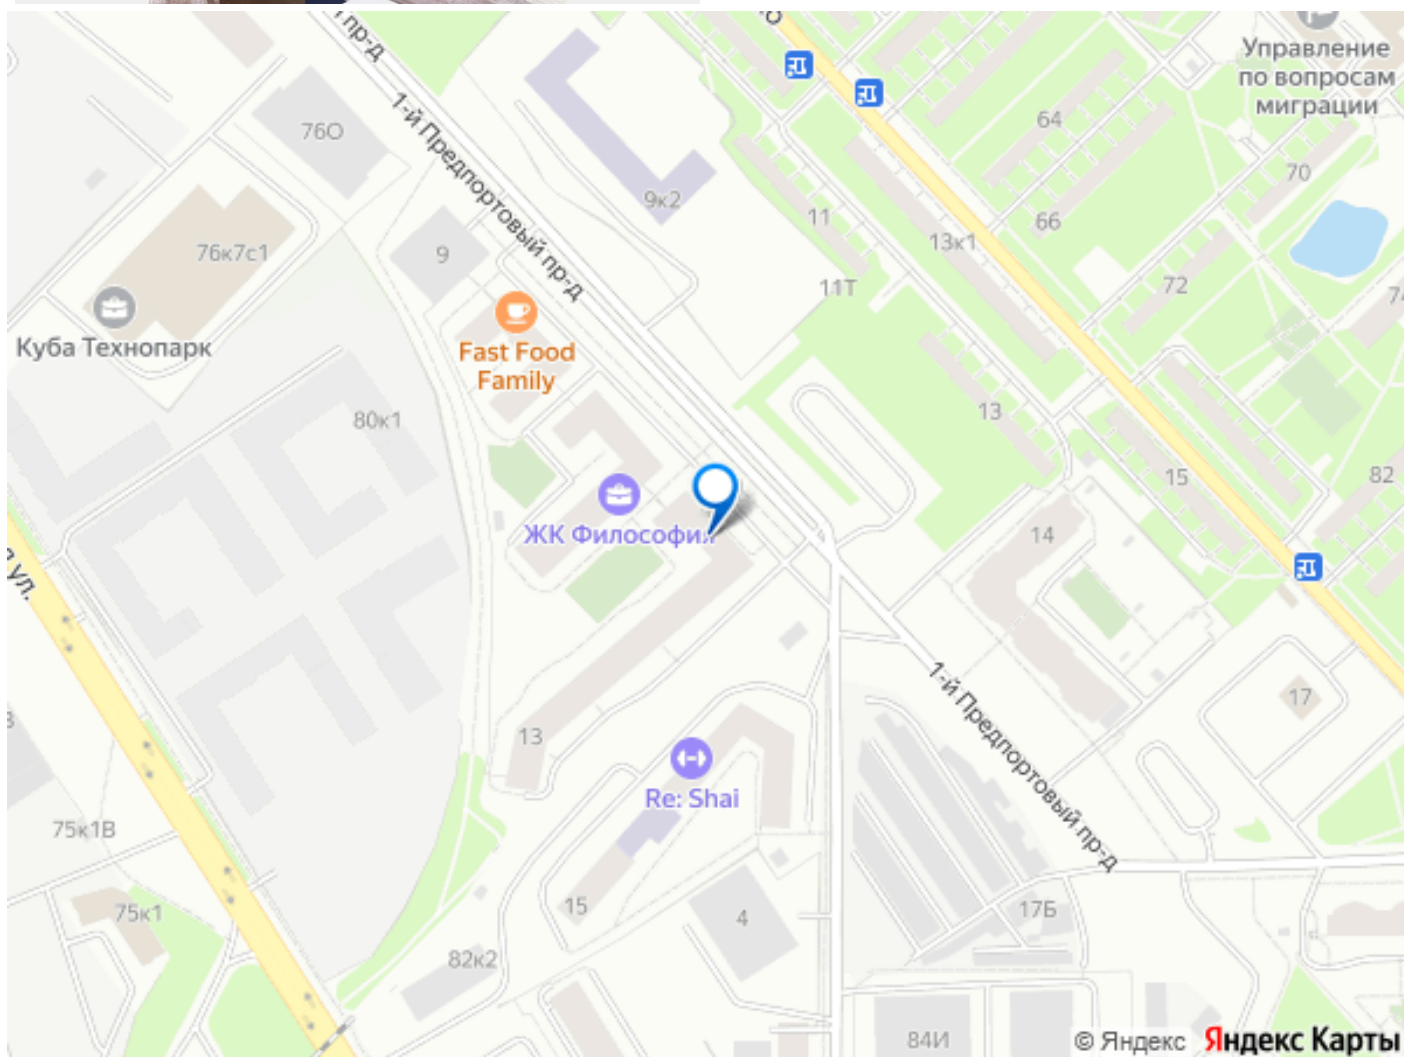 й пр-д
Управление
по вопросам
миграции
1-й Предпортовый пр-д
76О
64
70
9к2
11
66
13к1
76к7с1
9
11Т
72
Куба Технопарк
Fast Food
Family
80к1
13
15
82
ЖК Философия
14
ул.
1-й Предпортовый пр-д
17
13
Re: Shai
75к1В
75к1
15
4
17Б
82к2
84И
© Яндекс Яндекс Карты